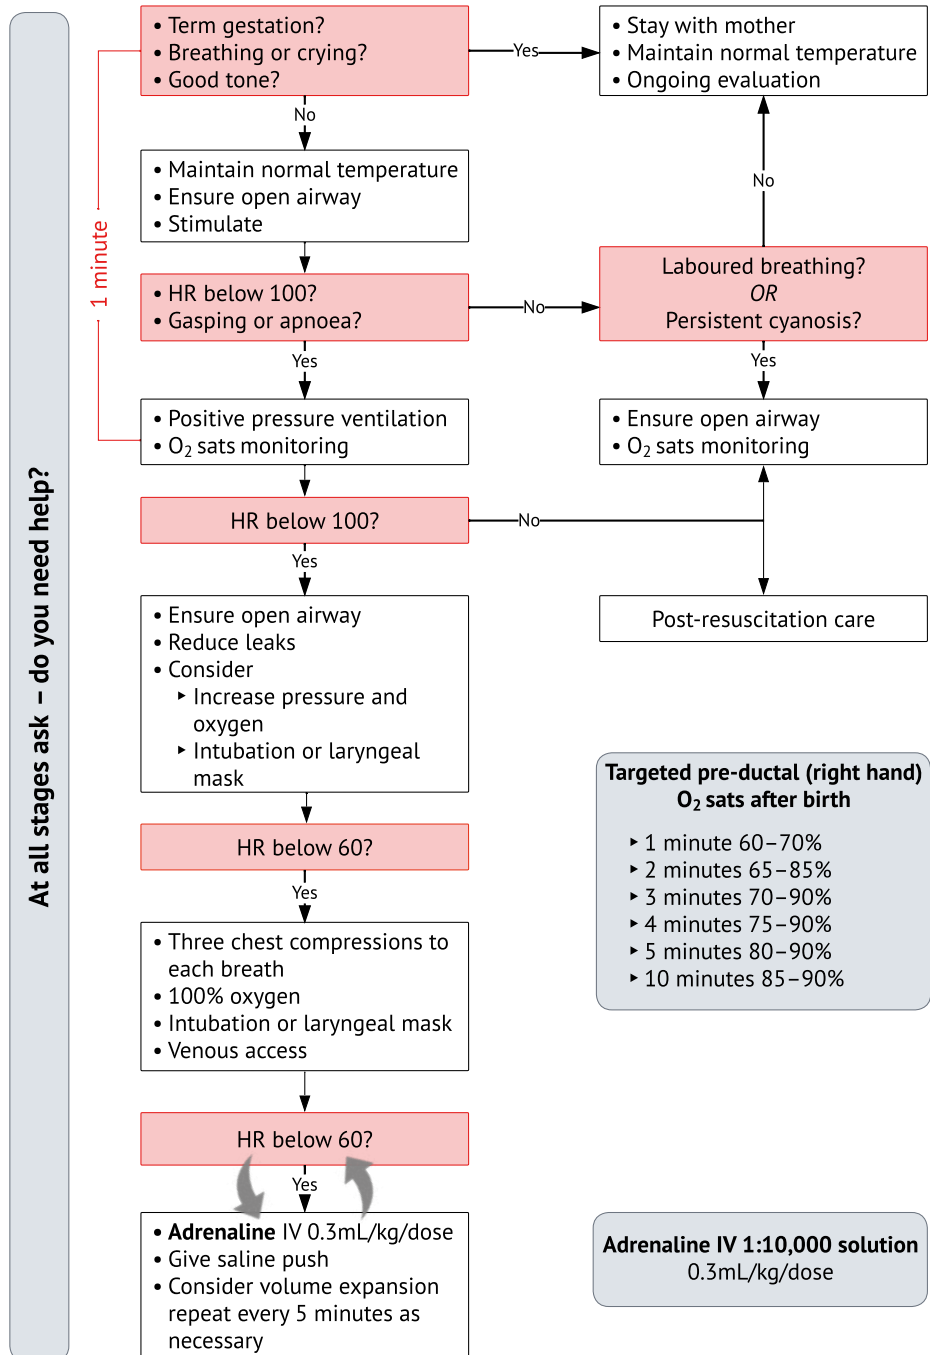 At all stages ask – do you need help?
1 minute
• Term gestation?
• Breathing or crying?
• Good tone?
Yes
• Stay with mother
• Maintain normal temperature
• Ongoing evaluation
No
• Maintain normal temperature
• Ensure open airway
• Stimulate
No
• HR below 100?
• Gasping or apnoea?
No
Laboured breathing?
OR
Persistent cyanosis?
Yes
Yes
• Positive pressure ventilation
• O₂ sats monitoring
• Ensure open airway
• O₂ sats monitoring
HR below 100?
No
Yes
• Ensure open airway
• Reduce leaks
• Consider
‣ Increase pressure and
oxygen
‣ Intubation or laryngeal
mask
Post-resuscitation care
HR below 60?
Yes
• Three chest compressions to
each breath
• 100% oxygen
• Intubation or laryngeal mask
• Venous access
Targeted pre-ductal (right hand)
O₂ sats after birth
‣ 1 minute 60–70%
‣ 2 minutes 65–85%
‣ 3 minutes 70–90%
‣ 4 minutes 75–90%
‣ 5 minutes 80–90%
‣ 10 minutes 85–90%
HR below 60?
Yes
• Adrenaline IV 0.3mL/kg/dose
• Give saline push
• Consider volume expansion
repeat every 5 minutes as
necessary
Adrenaline IV 1:10,000 solution
0.3mL/kg/dose